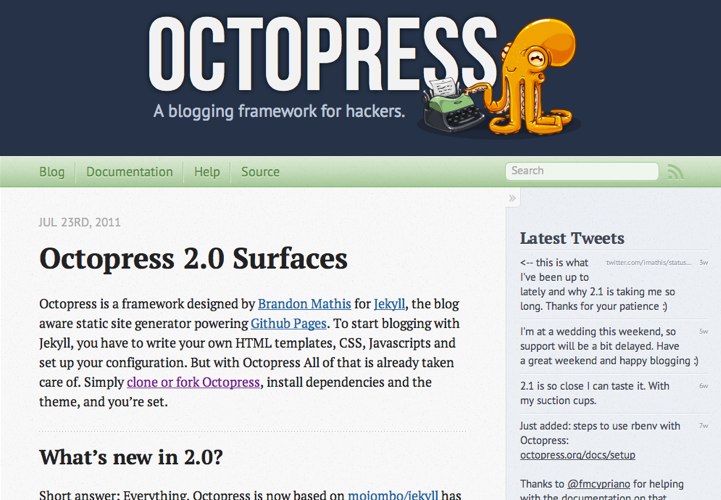 OCTOPRESS
A blogging framework for hackers.
Blog
Documentation
Help
Source
Search
»
JUL 23RD, 2011
Octopress 2.0 Surfaces
Octopress is a framework designed by Brandon Mathis for Jekyll, the blog
aware static site generator powering Github Pages. To start blogging with
Jekyll, you have to write your own HTML templates, CSS, Javascripts and
set up your configuration. But with Octopress All of that is already taken
care of. Simply clone or fork Octopress, install dependencies and the
theme, and you're set.
What's new in 2.0?
Short answer: Everything. Octopress is now based on mojombo/jekyll has
Latest Tweets
<-- this is what twitter.com/imathis/status… 3w
I've been up to
lately and why 2.1 is taking me so
long. Thanks for your patience :)
I'm at a wedding this weekend, so 5w
support will be a bit delayed. Have
a great weekend and happy blogging :)
2.1 is so close I can taste it. With 6w
my suction cups.
Just added: steps to use rbenv with 7w
Octopress:
octopress.org/docs/setup
Thanks to @fmcypriano for helping
with the documentation on that